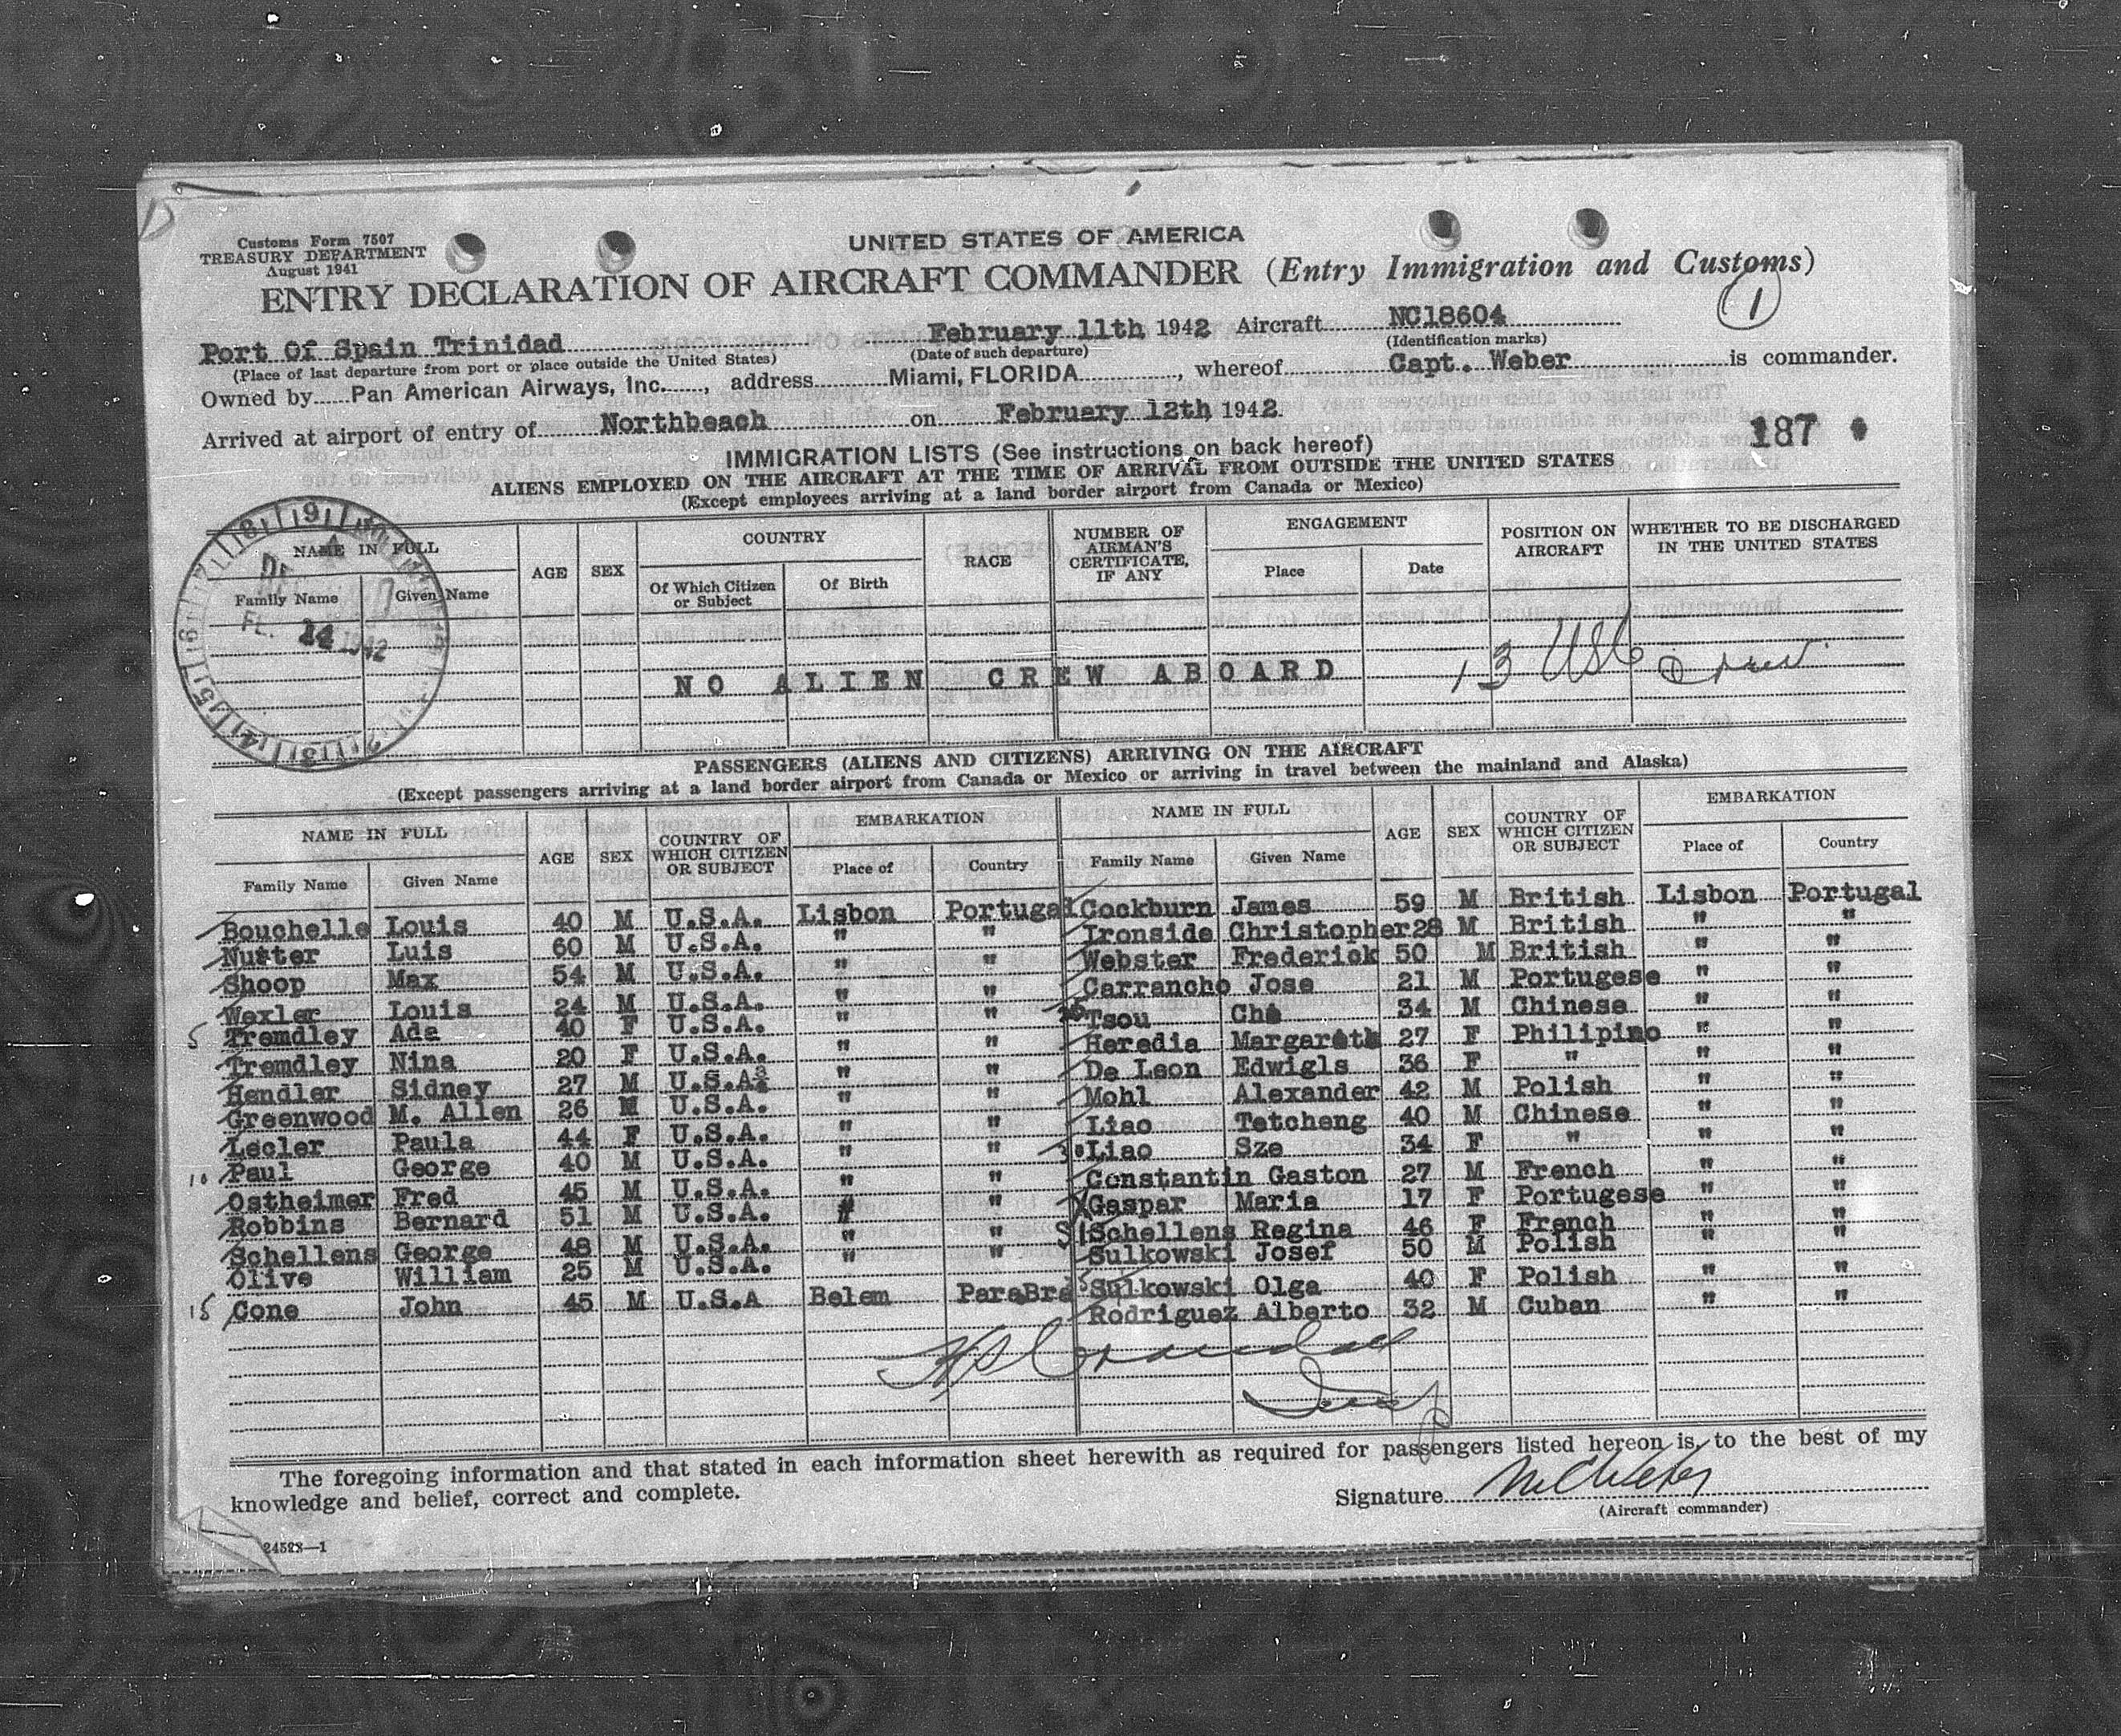 Customs Form 7507
TREASURY DEPARTMENT
August 1941
UNITED STATES OF AMERICA
ENTRY DECLARATION OF AIRCRAFT COMMANDER (Entry Immigration and Customs)
1
Port Of Spain Trinidad February 11th 1942 Aircraft NC18604
(Place of last departure from port or place outside the United States) (Date of such departure) (Identification marks)
Owned by Pan American Airways, Inc., address Miami, FLORIDA, whereof Capt. Weber is commander.
Arrived at airport of entry of Northbeach on February 12th 1942.
187
IMMIGRATION LISTS (See instructions on back hereof)
ALIENS EMPLOYED ON THE AIRCRAFT AT THE TIME OF ARRIVAL FROM OUTSIDE THE UNITED STATES
(Except employees arriving at a land border airport from Canada or Mexico)
NAME IN FULL AGE SEX COUNTRY RACE NUMBER OF AIRMAN'S CERTIFICATE, IF ANY ENGAGEMENT POSITION ON AIRCRAFT WHETHER TO BE DISCHARGED IN THE UNITED STATES
Family Name Given Name Of Which Citizen or Subject Of Birth Place Date
1942
NO ALIEN CREW ABOARD 13 USC Crew
PASSENGERS (ALIENS AND CITIZENS) ARRIVING ON THE AIRCRAFT
(Except passengers arriving at a land border airport from Canada or Mexico or arriving in travel between the mainland and Alaska)
NAME IN FULL AGE SEX COUNTRY OF WHICH CITIZEN OR SUBJECT EMBARKATION NAME IN FULL AGE SEX COUNTRY OF WHICH CITIZEN OR SUBJECT EMBARKATION
Family Name Given Name Place of Country Family Name Given Name Place of Country
Bouchelle Louis 40 M U.S.A. Lisbon Portugal Cockburn James 59 M British Lisbon Portugal
Nuster Luis 60 M U.S.A. " " Ironside Christopher 28 M British " "
Shoop Max 54 M U.S.A. " " Webster Frederick 50 M British " "
Wexler Louis 24 M U.S.A. " " Carrancho Jose 21 M Portugese " "
5 Tremdley Ada 40 F U.S.A. " " Tsou 34 M Chinese " "
Tremdley Nina 20 F U.S.A. " " Heredia Margareth 27 F Philipino " "
Handler Sidney 27 M U.S.A. " " De Leon Edwigls 36 F " " "
Greenwood M. Allen 26 M U.S.A. " " Mohl Alexander 42 M Polish " "
Lecler Paula 44 F U.S.A. " " Liao Tetcheng 40 M Chinese " "
10 Paul George 40 M U.S.A. " " 30 Liao Sze 34 F " " "
Ostheimer Fred 45 M U.S.A. " " Constantin Gaston 27 M French " "
Robbins Bernard 51 M U.S.A. " " Gaspar Maria 17 F Portugese " "
Schellens George 48 M U.S.A. " " Schellens Regina 46 F French " "
Olive William 25 M U.S.A. " " Sulkowski Josef 50 M Polish " "
15 Cone John 45 M U.S.A Belem ParaBra Sulkowski Olga 40 F Polish " "
Rodriguez Alberto 32 M Cuban " "
The foregoing information and that stated in each information sheet herewith as required for passengers listed hereon is, to the best of my
knowledge and belief, correct and complete.
Signature
(Aircraft commander)
24528—1